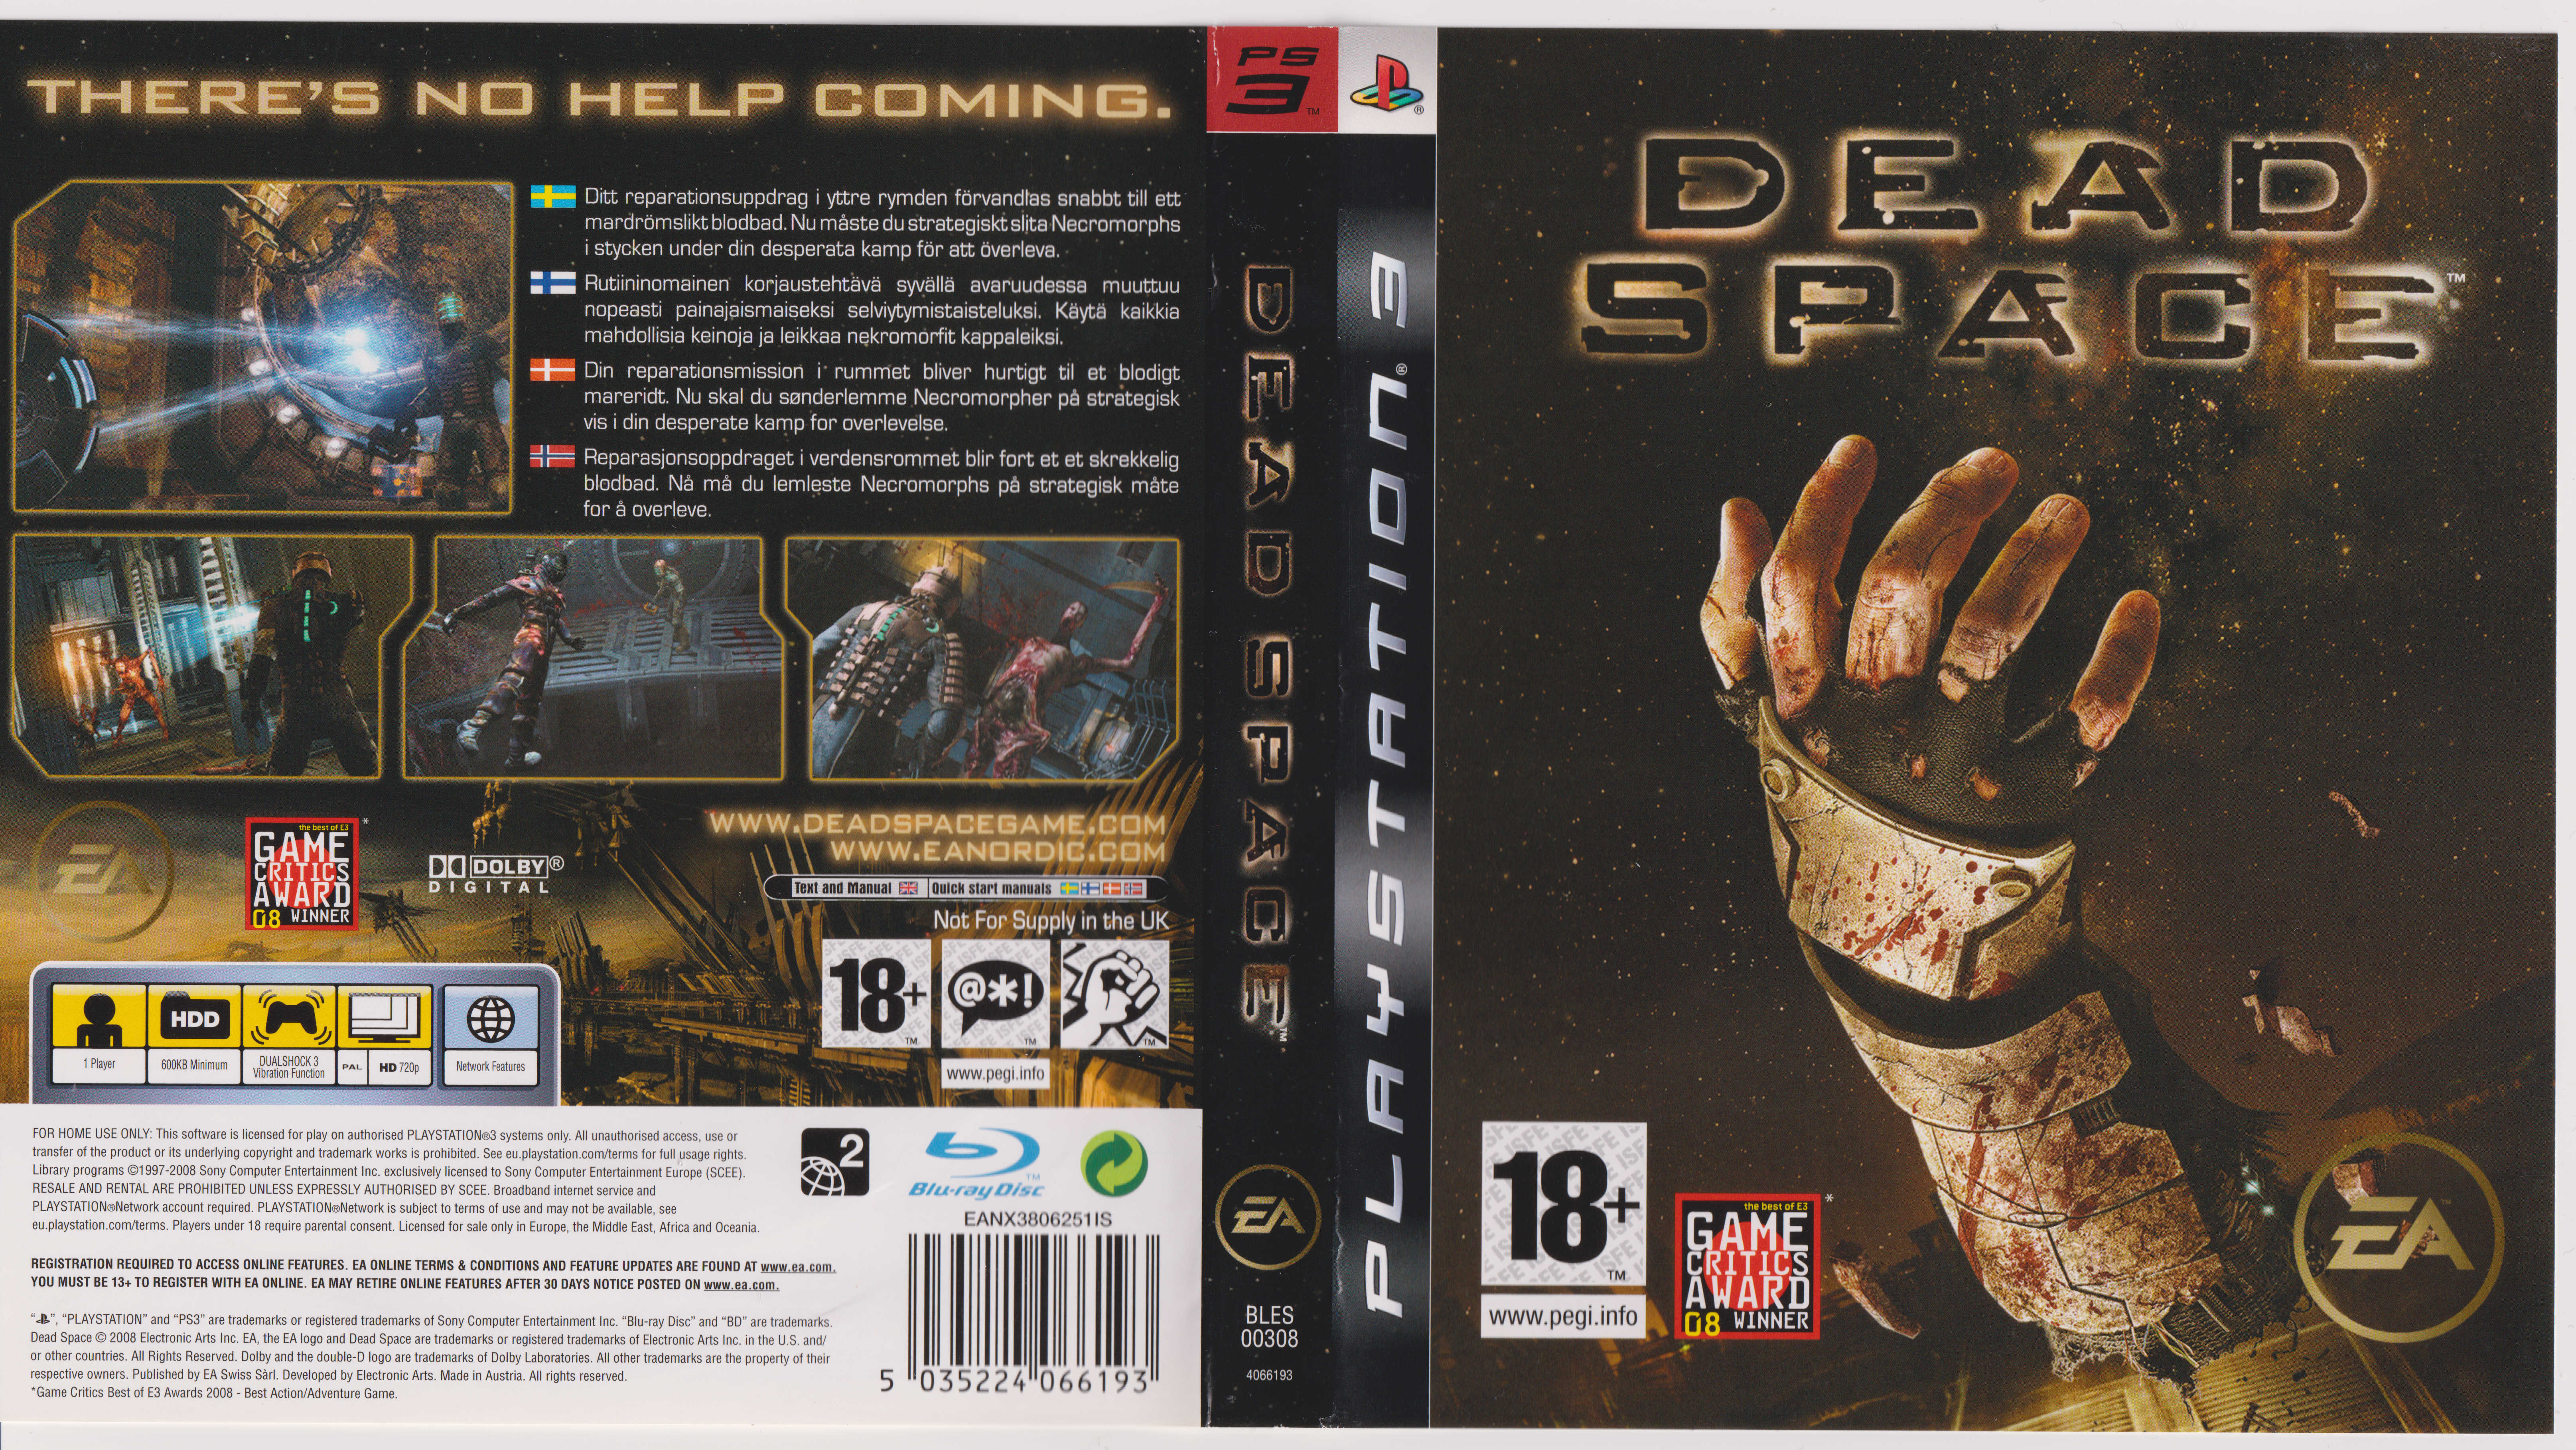 THERE'S NO HELP COMING.
Ditt reparationsuppdrag i yttre rymden förvandlas snabbt till ett
mardrömslikt blodbad. Nu måste du strategiskt slita Necromorphs
i stycken under din desperata kamp för att överleva.
Rutiininomainen korjaustehtävä syvällä avaruudessa muuttuu
nopeasti painajaismaiseksi selviytymistaisteluksi. Käytä kaikkia
mahdollisia keinoja ja leikkaa nekromorfit kappaleiksi.
Din reparationsmission i rummet bliver hurtigt til et blodigt
mareridt. Nu skal du sønderlemme Necromorpher på strategisk
vis i din desperate kamp for overlevelse.
Reparasjonsoppdraget i verdensrommet blir fort et et skrekkelig
blodbad. Nå må du lemleste Necromorphs på strategisk måte
for å overleve.
EA
the best of E3
GAME
CRITICS
AWARD
08 WINNER
*
DOLBY®
DIGITAL
WWW.DEADSPACEGAME.COM
WWW.EANORDIC.COM
Text and Manual
Quick start manuals
Not For Supply in the UK
18+
TM
@*!
TM
TM
www.pegi.info
HDD
1 Player
600KB Minimum
DUALSHOCK 3
Vibration Function
PAL
HD 720p
Network Features
FOR HOME USE ONLY: This software is licensed for play on authorised PLAYSTATION®3 systems only. All unauthorised access, use or
transfer of the product or its underlying copyright and trademark works is prohibited. See eu.playstation.com/terms for full usage rights.
Library programs ©1997-2008 Sony Computer Entertainment Inc. exclusively licensed to Sony Computer Entertainment Europe (SCEE).
RESALE AND RENTAL ARE PROHIBITED UNLESS EXPRESSLY AUTHORISED BY SCEE. Broadband internet service and
PLAYSTATION®Network account required. PLAYSTATION®Network is subject to terms of use and may not be available, see
eu.playstation.com/terms. Players under 18 require parental consent. Licensed for sale only in Europe, the Middle East, Africa and Oceania.
REGISTRATION REQUIRED TO ACCESS ONLINE FEATURES. EA ONLINE TERMS & CONDITIONS AND FEATURE UPDATES ARE FOUND AT www.ea.com.
YOU MUST BE 13+ TO REGISTER WITH EA ONLINE. EA MAY RETIRE ONLINE FEATURES AFTER 30 DAYS NOTICE POSTED ON www.ea.com.
"", "PLAYSTATION" and "PS3" are trademarks or registered trademarks of Sony Computer Entertainment Inc. "Blu-ray Disc" and "BD" are trademarks.
Dead Space © 2008 Electronic Arts Inc. EA, the EA logo and Dead Space are trademarks or registered trademarks of Electronic Arts Inc. in the U.S. and/
or other countries. All Rights Reserved. Dolby and the double-D logo are trademarks of Dolby Laboratories. All other trademarks are the property of their
respective owners. Published by EA Swiss Sàrl. Developed by Electronic Arts. Made in Austria. All rights reserved.
*Game Critics Best of E3 Awards 2008 - Best Action/Adventure Game.
2
Blu-ray Disc
TM
EANX3806251IS
5 035224 066193
PS3
TM
®
DEAD SPACE
TM
PLAYSTATION® 3
EA
BLES
00308
4066193
DEAD
SPACE
TM
18+
TM
www.pegi.info
the best of E3
GAME
CRITICS
AWARD
08 WINNER
*
EA
TM